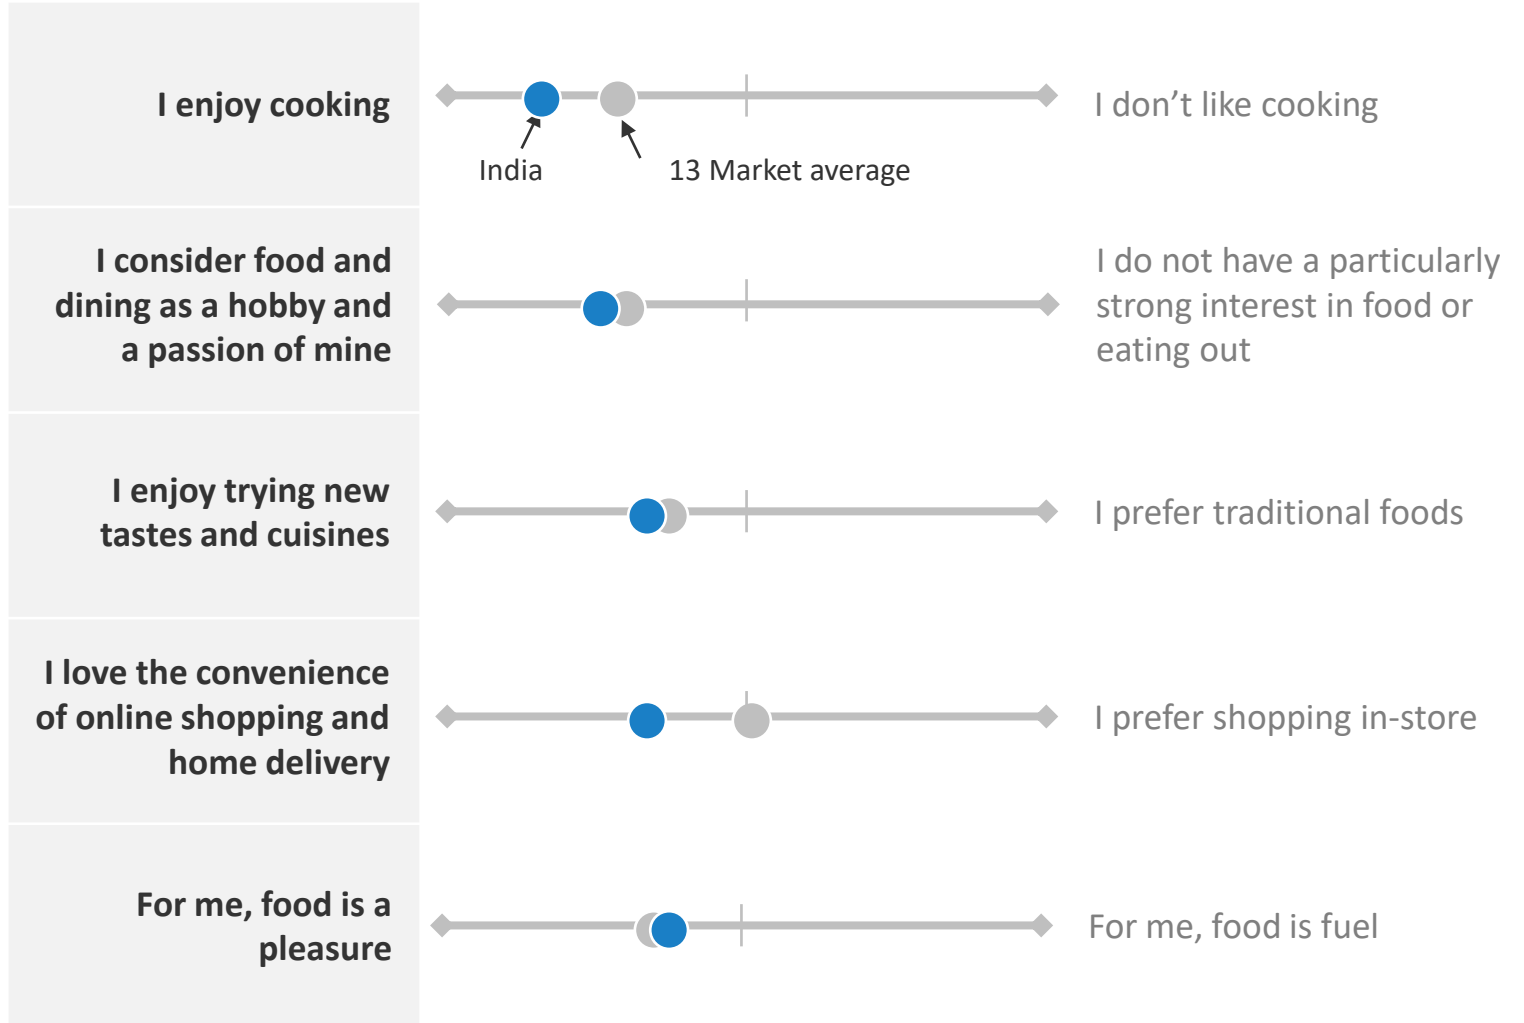 I enjoy cooking
I don’t like cooking
India
13 Market average
I consider food and
dining as a hobby and
a passion of mine
I do not have a particularly
strong interest in food or
eating out
I enjoy trying new
tastes and cuisines
I prefer traditional foods
I love the convenience
of online shopping and
home delivery
I prefer shopping in-store
For me, food is a
pleasure
For me, food is fuel